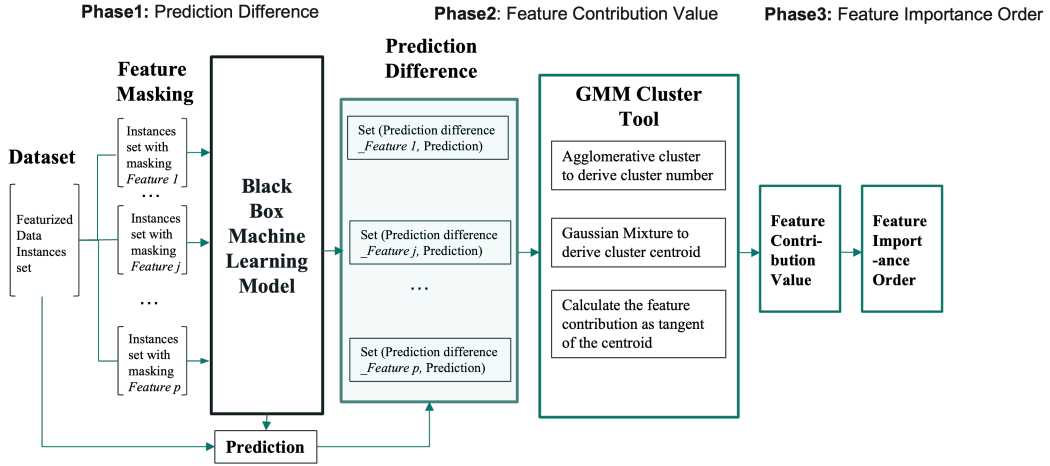 Phase1: Prediction Difference
Phase2: Feature Contribution Value
Phase3: Feature Importance Order
Dataset
Featurized
Data
Instances
set
Feature
Masking
Instances
set with
masking
Feature 1
...
Instances
set with
masking
Feature j
...
Instances
set with
masking
Feature p
Black
Box
Machine
Learning
Model
Prediction
Prediction
Difference
Set (Prediction difference
_Feature 1, Prediction)
Set (Prediction difference
_Feature j, Prediction)
...
Set (Prediction difference
_Feature p, Prediction)
GMM Cluster
Tool
Agglomerative cluster
to derive cluster number
Gaussian Mixture to
derive cluster centroid
Calculate the feature
contribution as tangent
of the centroid
Feature
Contri-
bution
Value
Feature
Import
-ance
Order